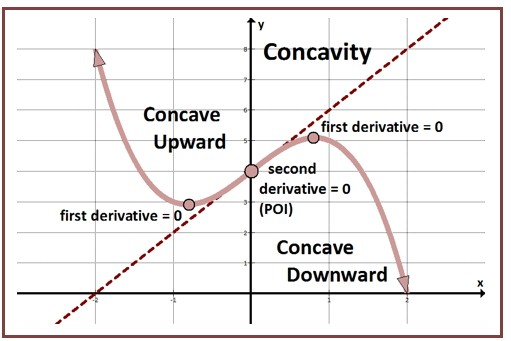 y
Concavity
8
7
Concave
Upward
6
first derivative = 0
5
4
second
derivative = 0
(POI)
3
first derivative = 0
2
Concave
Downward
1
x
-2
-1
1
2